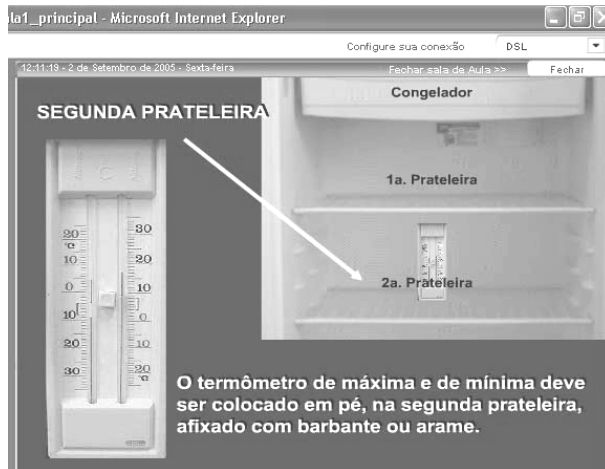 ula1_principal - Microsoft Internet Explorer
Configure sua conexão DSL
12:11:19 - 2 de Setembro de 2005 - Sexta-feira Fechar sala de Aula >> Fechar
SEGUNDA PRATELEIRA
Congelador
1a. Prateleira
2a. Prateleira
20 30
°C
10 20
0 10
10 0
20 10
30 20
°C
O termômetro de máxima e de mínima deve
ser colocado em pé, na segunda prateleira,
afixado com barbante ou arame.